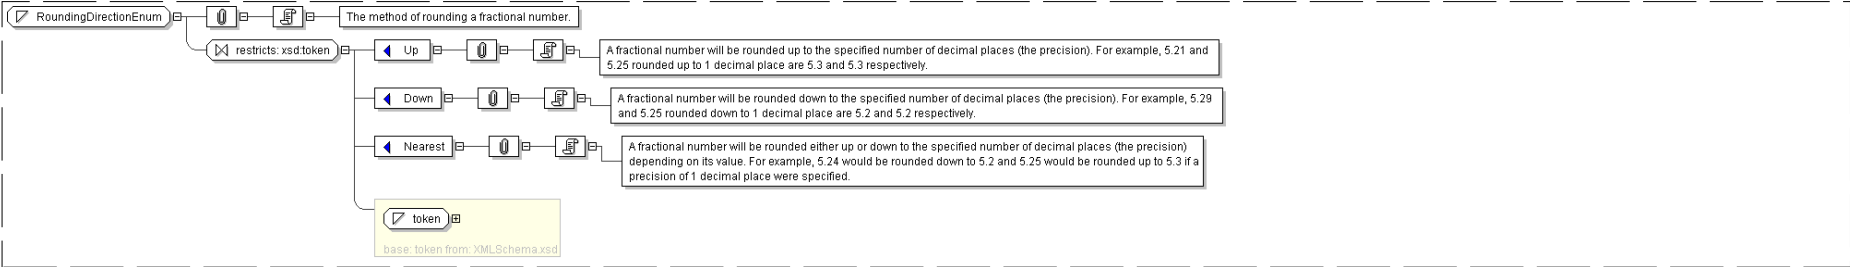 RoundingDirectionEnum
The method of rounding a fractional number.
restricts: xsd:token
Up
A fractional number will be rounded up to the specified number of decimal places (the precision). For example, 5.21 and
5.25 rounded up to 1 decimal place are 5.3 and 5.3 respectively.
Down
A fractional number will be rounded down to the specified number of decimal places (the precision). For example, 5.29
and 5.25 rounded down to 1 decimal place are 5.2 and 5.2 respectively.
Nearest
A fractional number will be rounded either up or down to the specified number of decimal places (the precision)
depending on its value. For example, 5.24 would be rounded down to 5.2 and 5.25 would be rounded up to 5.3 if a
precision of 1 decimal place were specified.
token
base: token from: XMLSchema.xsd